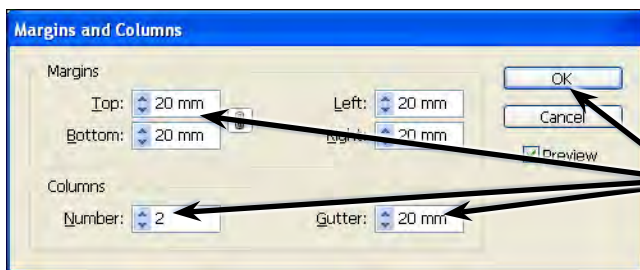 Margins and Columns
Margins
Top: 20 mm Left: 20 mm OK
Bottom: 20 mm Right: 20 mm Cancel
Preview
Columns
Number: 2 Gutter: 20 mm